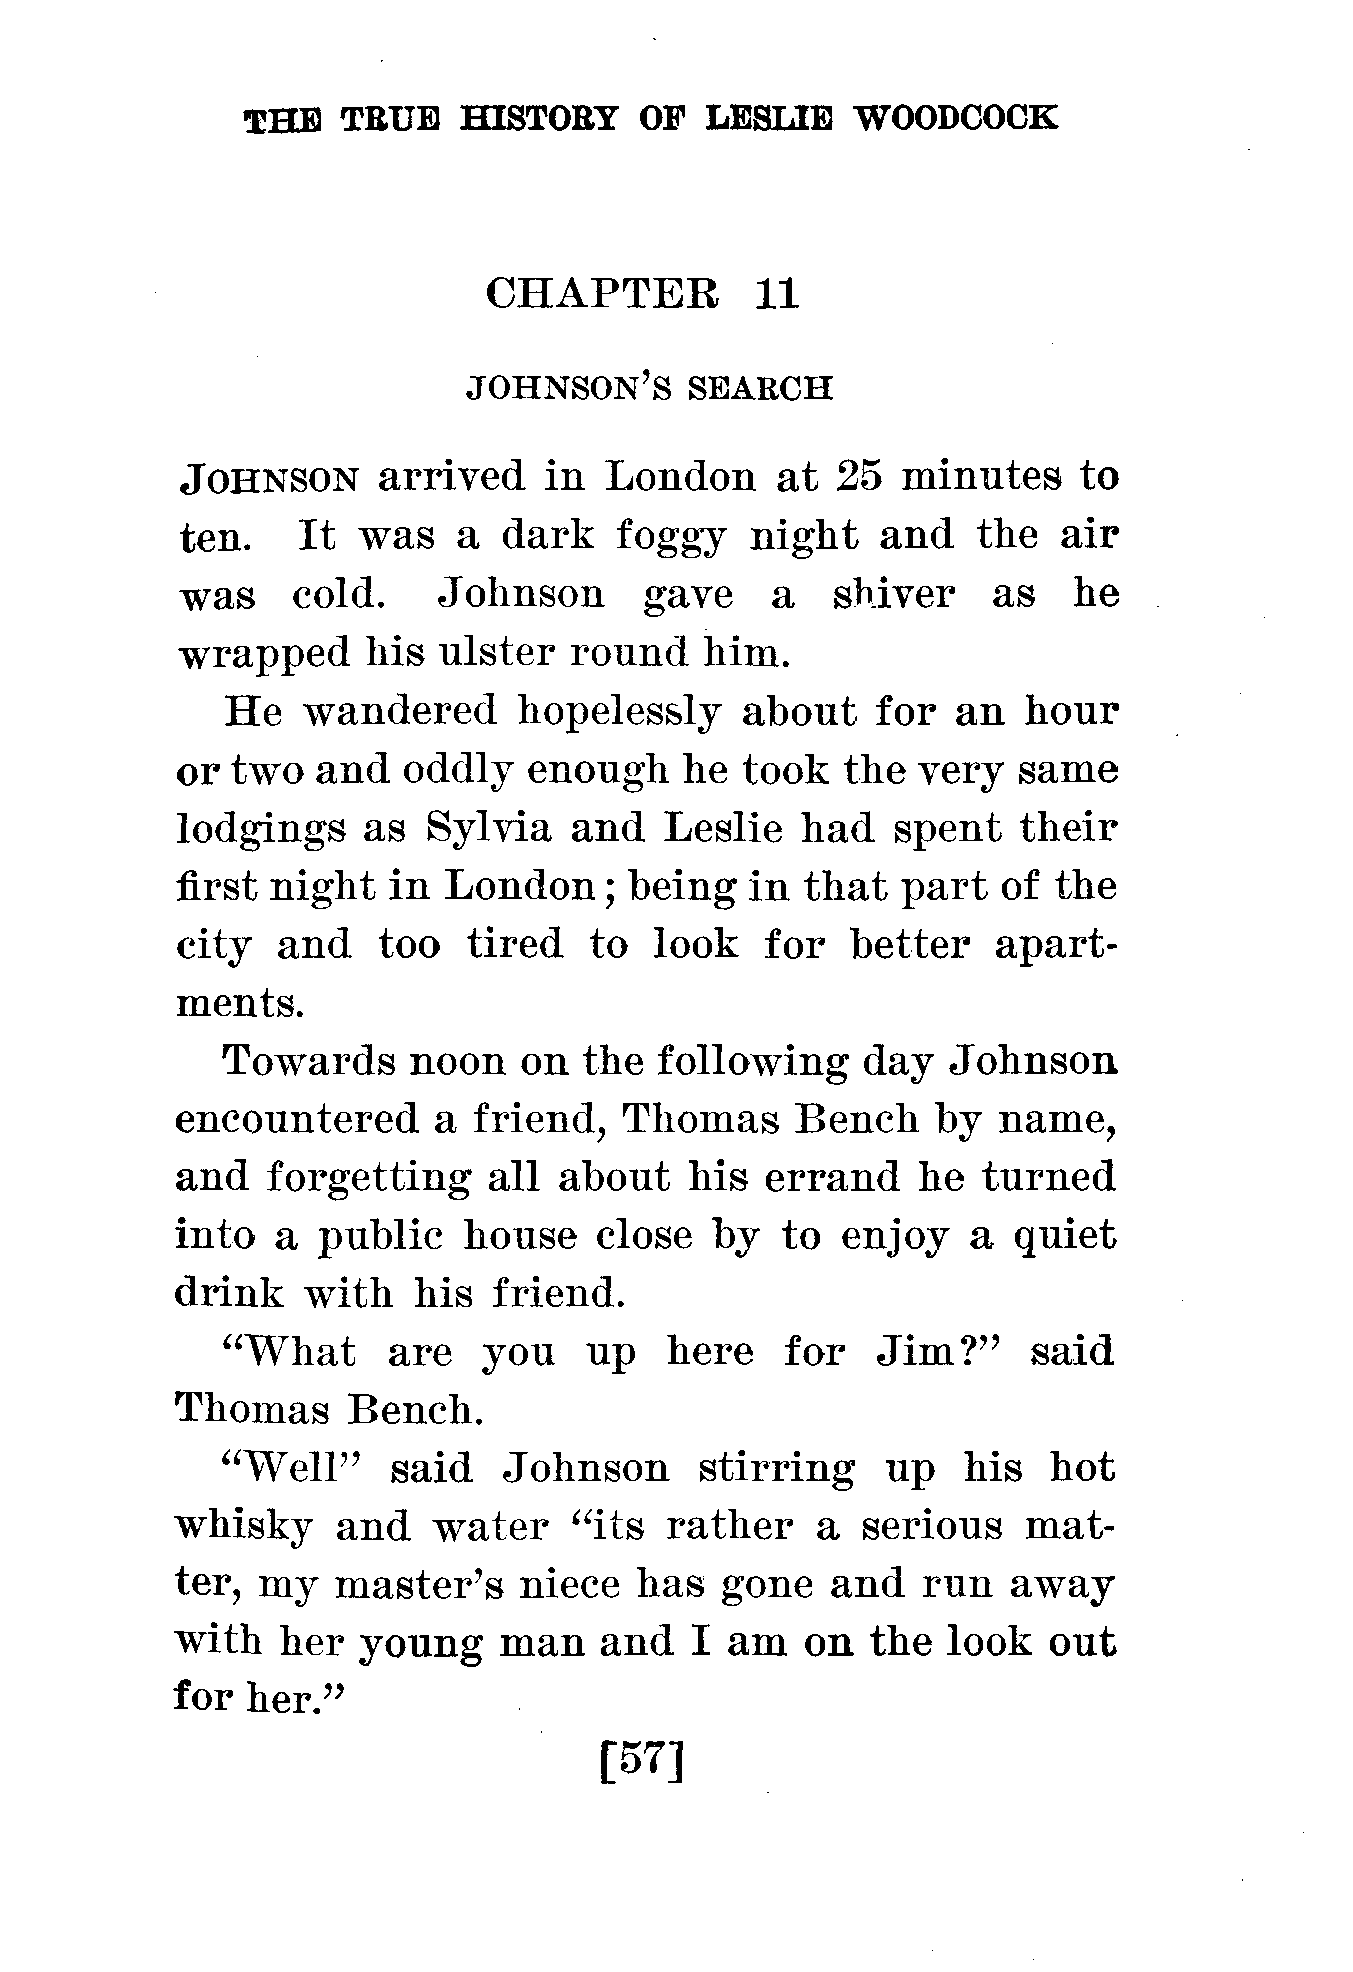 THE TRUE HISTORY OF LESLIE WOODCOCK
CHAPTER 11
JOHNSON'S SEARCH
JOHNSON arrived in London at 25 minutes to
ten. It was a dark foggy night and the air
was cold. Johnson gave a shiver as he
wrapped his ulster round him.
He wandered hopelessly about for an hour
or two and oddly enough he took the very same
lodgings as Sylvia and Leslie had spent their
first night in London; being in that part of the
city and too tired to look for better apart-
ments.
Towards noon on the following day Johnson
encountered a friend, Thomas Bench by name,
and forgetting all about his errand he turned
into a public house close by to enjoy a quiet
drink with his friend.
"What are you up here for Jim?" said
Thomas Bench.
"Well" said Johnson stirring up his hot
whisky and water "its rather a serious mat-
ter, my master's niece has gone and run away
with her young man and I am on the look out
for her."
[57]